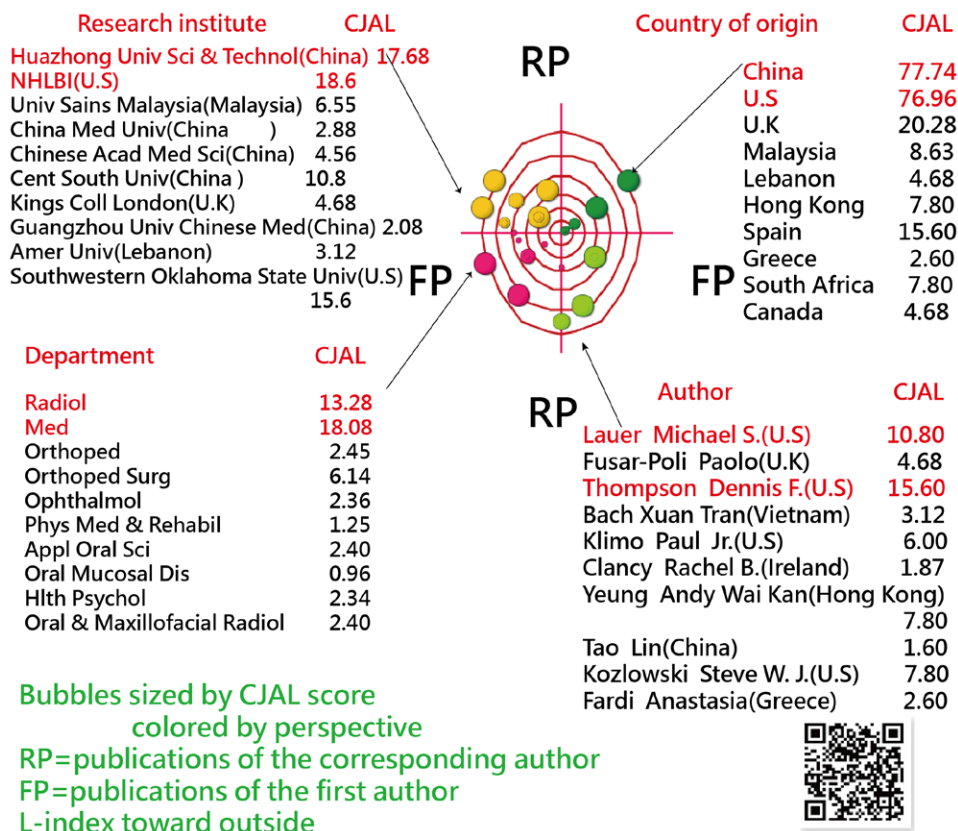 Research institute CJAL
Huazhong Univ Sci & Technol(China) 17.68
NHLBI(U.S) 18.6
Univ Sains Malaysia(Malaysia) 6.55
China Med Univ(China ) 2.88
Chinese Acad Med Sci(China) 4.56
Cent South Univ(China ) 10.8
Kings Coll London(U.K) 4.68
Guangzhou Univ Chinese Med(China) 2.08
Amer Univ(Lebanon) 3.12
Southwestern Oklahoma State Univ(U.S)
15.6
RP
FP
FP
RP
Country of origin CJAL
China 77.74
U.S 76.96
U.K 20.28
Malaysia 8.63
Lebanon 4.68
Hong Kong 7.80
Spain 15.60
Greece 2.60
South Africa 7.80
Canada 4.68
Department CJAL
Radiol 13.28
Med 18.08
Orthoped 2.45
Orthoped Surg 6.14
Ophthalmol 2.36
Phys Med & Rehabil 1.25
Appl Oral Sci 2.40
Oral Mucosal Dis 0.96
Hlth Psychol 2.34
Oral & Maxillofacial Radiol 2.40
Author CJAL
Lauer Michael S.(U.S) 10.80
Fusar-Poli Paolo(U.K) 4.68
Thompson Dennis F.(U.S) 15.60
Bach Xuan Tran(Vietnam) 3.12
Klimo Paul Jr.(U.S) 6.00
Clancy Rachel B.(Ireland) 1.87
Yeung Andy Wai Kan(Hong Kong)
7.80
Tao Lin(China) 1.60
Kozlowski Steve W. J.(U.S) 7.80
Fardi Anastasia(Greece) 2.60
Bubbles sized by CJAL score
colored by perspective
RP=publications of the corresponding author
FP=publications of the first author
L-index toward outside